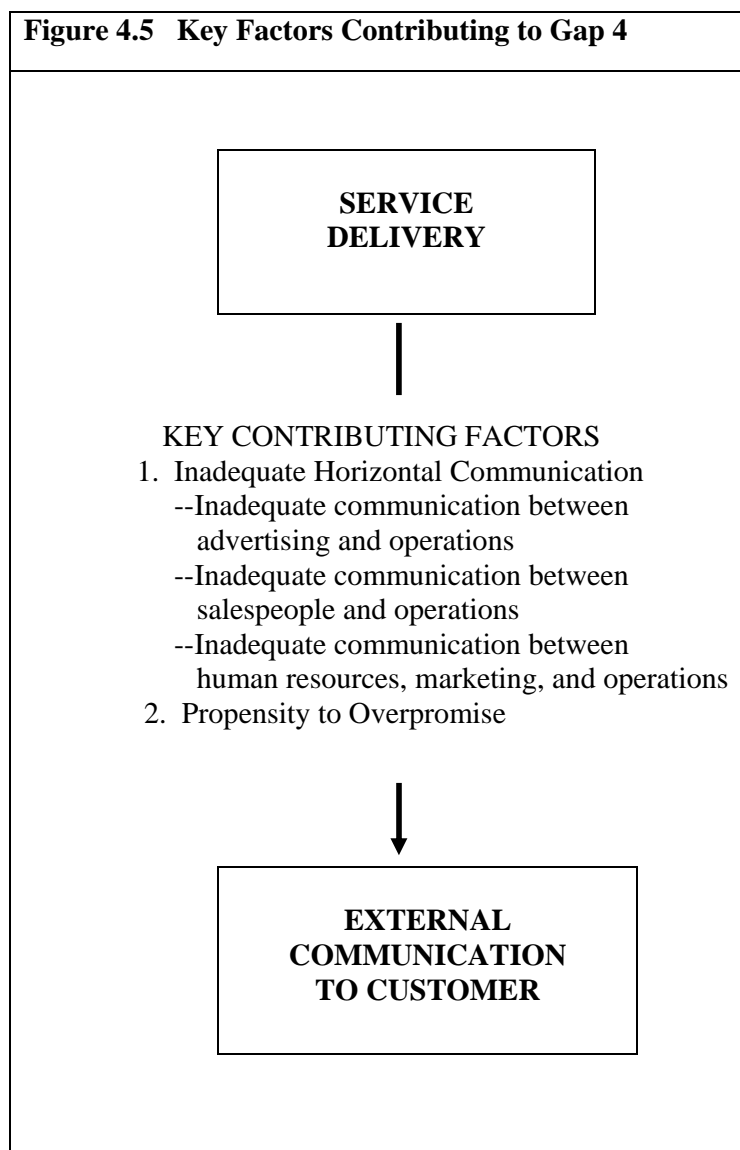 Figure 4.5   Key Factors Contributing to Gap 4
SERVICE
DELIVERY
KEY CONTRIBUTING FACTORS
1.  Inadequate Horizontal Communication
--Inadequate communication between
advertising and operations
--Inadequate communication between
salespeople and operations
--Inadequate communication between
human resources, marketing, and operations
2.  Propensity to Overpromise
EXTERNAL
COMMUNICATION
TO CUSTOMER